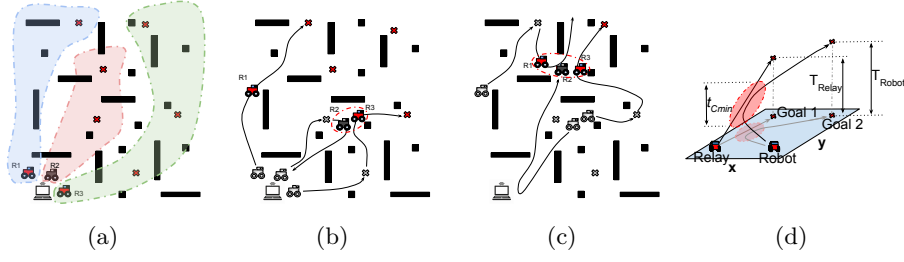 R1
R2
R3
(a)
R1
R2
R3
(b)
R1
R2
R3
(c)
t_Cmin
Goal 1
Goal 2
T_Relay
T_Robot
Relay
Robot
x
y
(d)